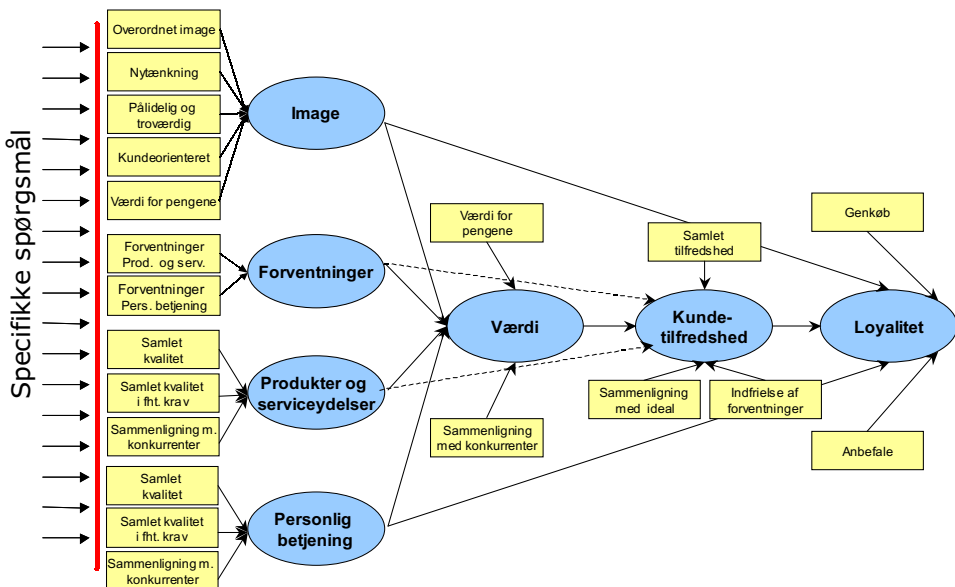 Specifikke spørgsmål
Overordnet image
Nytænkning
Pålidelig og
troværdig
Kundeorienteret
Værdi for pengene
Forventninger
Prod. og serv.
Forventninger
Pers. betjening
Samlet
kvalitet
Samlet kvalitet
i fht. krav
Sammenligning m.
konkurrenter
Samlet
kvalitet
Samlet kvalitet
i fht. krav
Sammenligning m.
konkurrenter
Image
Forventninger
Produkter og
serviceydelser
Personlig
betjening
Værdi for
pengene
Værdi
Sammenligning
med konkurrenter
Samlet
tilfredshed
Kunde-
tilfredshed
Sammenligning
med ideal
Indfrielse af
forventninger
Genkøb
Loyalitet
Anbefale